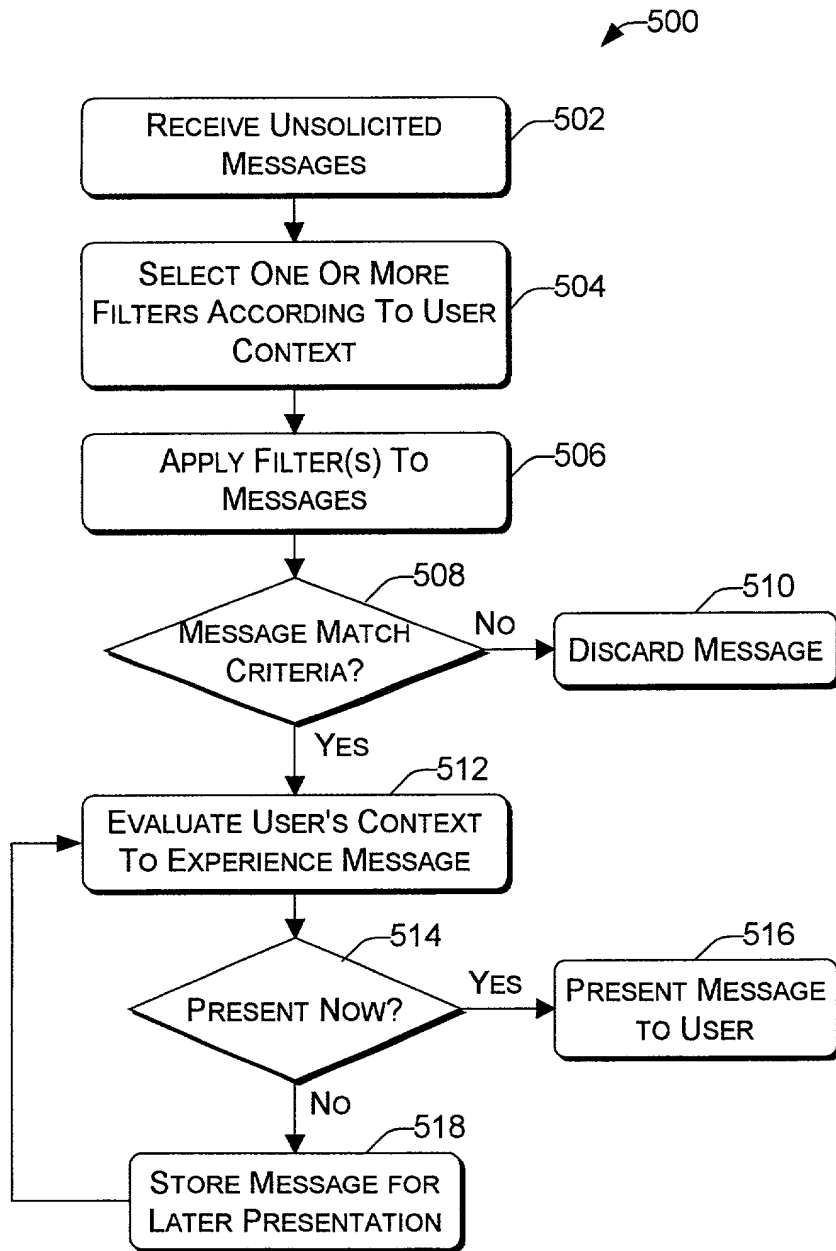 500
RECEIVE UNSOLICITED
MESSAGES
502
SELECT ONE OR MORE
FILTERS ACCORDING TO USER
CONTEXT
504
APPLY FILTER(S) TO
MESSAGES
506
508
MESSAGE MATCH
CRITERIA?
NO
510
DISCARD MESSAGE
YES
512
EVALUATE USER'S CONTEXT
TO EXPERIENCE MESSAGE
514
PRESENT NOW?
YES
516
PRESENT MESSAGE
TO USER
NO
518
STORE MESSAGE FOR
LATER PRESENTATION